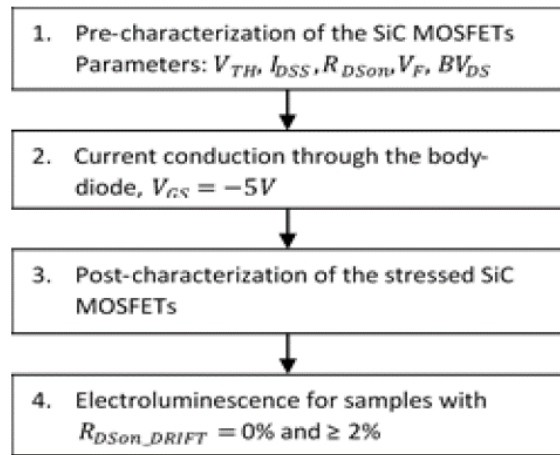 1. Pre-characterization of the SiC MOSFETs
Parameters: V_TH, I_DSS, R_DSon, V_F, BV_DS
2. Current conduction through the body-
diode, V_GS = −5V
3. Post-characterization of the stressed SiC
MOSFETs
4. Electroluminescence for samples with
R_DSon_DRIFT = 0% and ≥ 2%